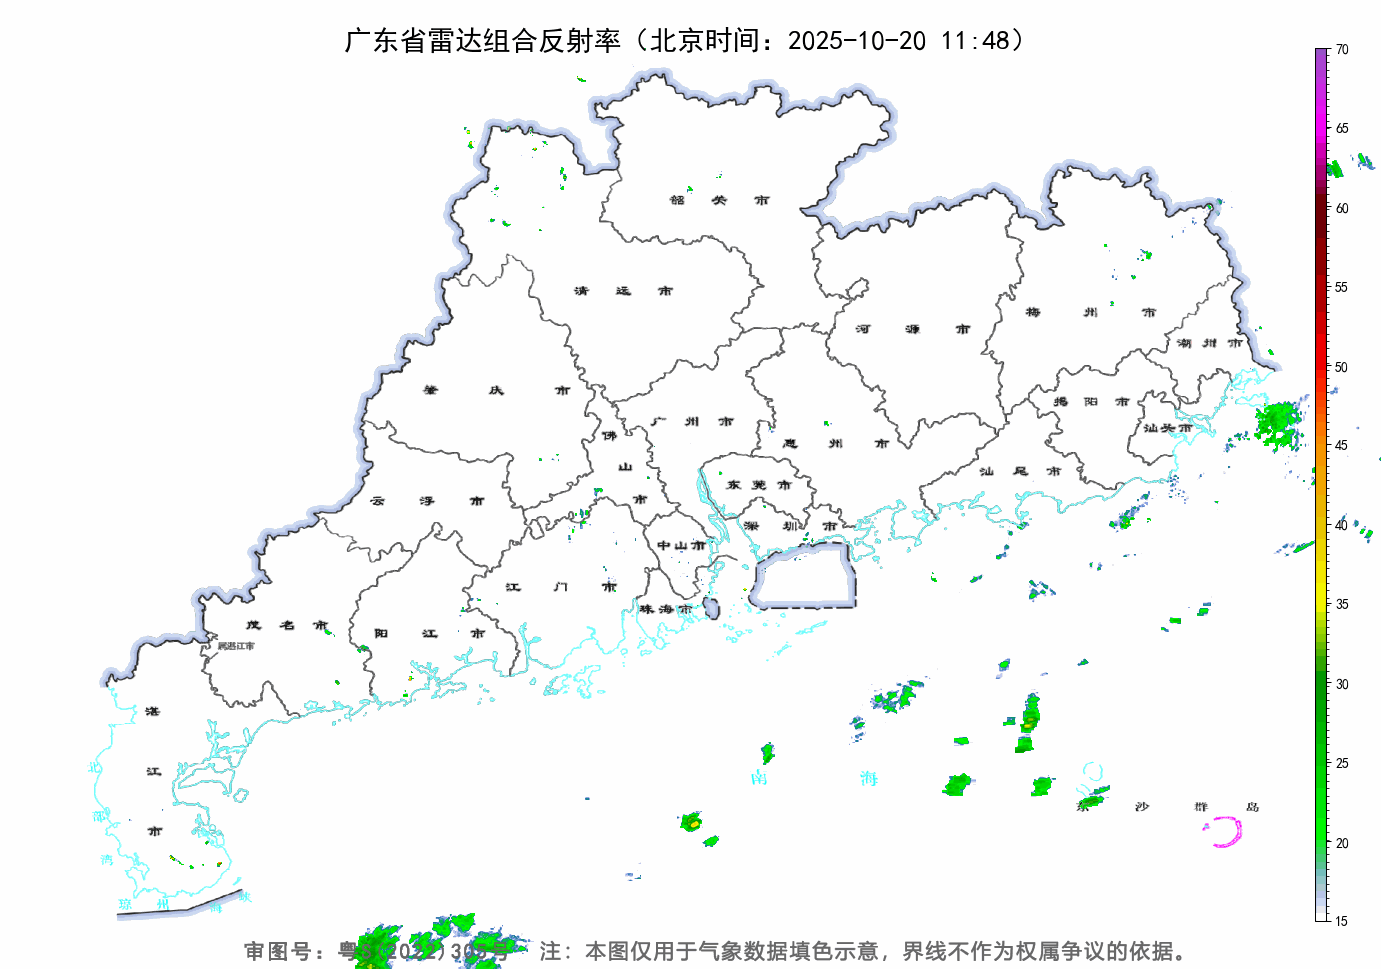 广东省雷达组合反射率（北京时间：2025-10-20 11:48）
70
65
60
55
50
45
40
35
30
25
20
15
韶关市
清远市
河源市
梅州市
潮州市
肇庆市
广州市
揭阳市
汕头市
佛山市
惠州市
汕尾市
云浮市
东莞市
深圳市
中山市
江门市
珠海市
茂名市
阳江市
属湛江市
湛江市
南海
东沙群岛
北部湾
琼州海峡
审图号：粤S(2022)305号 注：本图仅用于气象数据填色示意，界线不作为权属争议的依据。